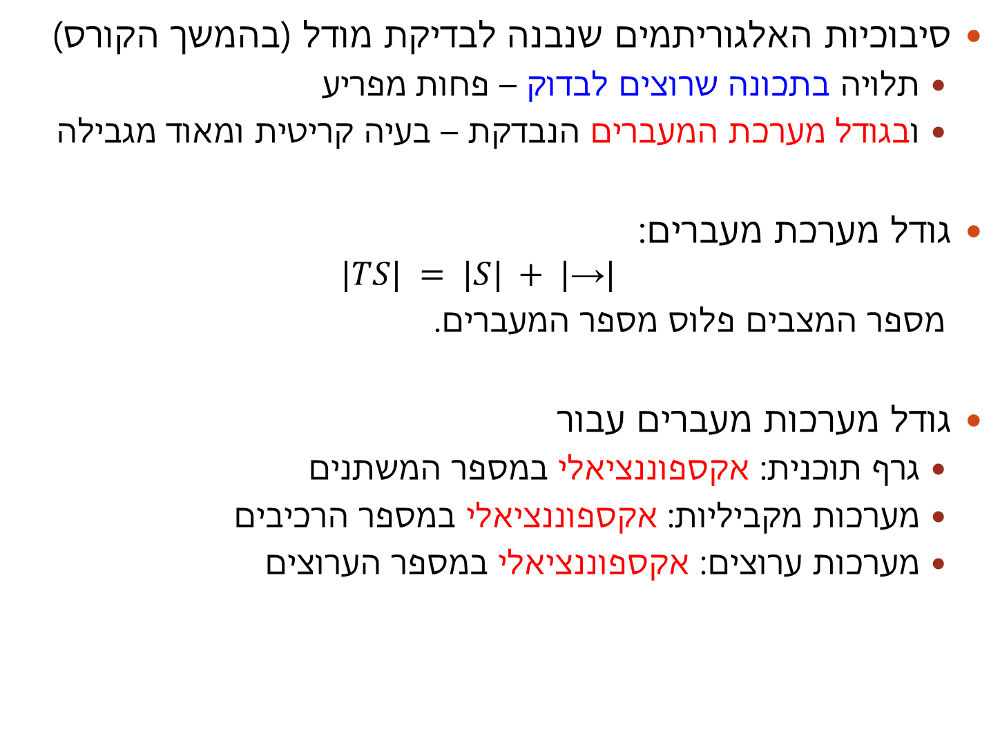 • סיבוכיות האלגוריתמים שנבנה לבדיקת מודל (בהמשך הקורס)
• תלויה בתכונה שרוצים לבדוק – פחות מפריע
• ובגודל מערכת המעברים הנבדקת – בעיה קריטית ומאוד מגבילה
• גודל מערכת מעברים:
|TS| = |S| + |→|
מספר המצבים פלוס מספר המעברים.
• גודל מערכות מעברים עבור
• גרף תוכנית: אקספוננציאלי במספר המשתנים
• מערכות מקביליות: אקספוננציאלי במספר הרכיבים
• מערכות ערוצים: אקספוננציאלי במספר הערוצים